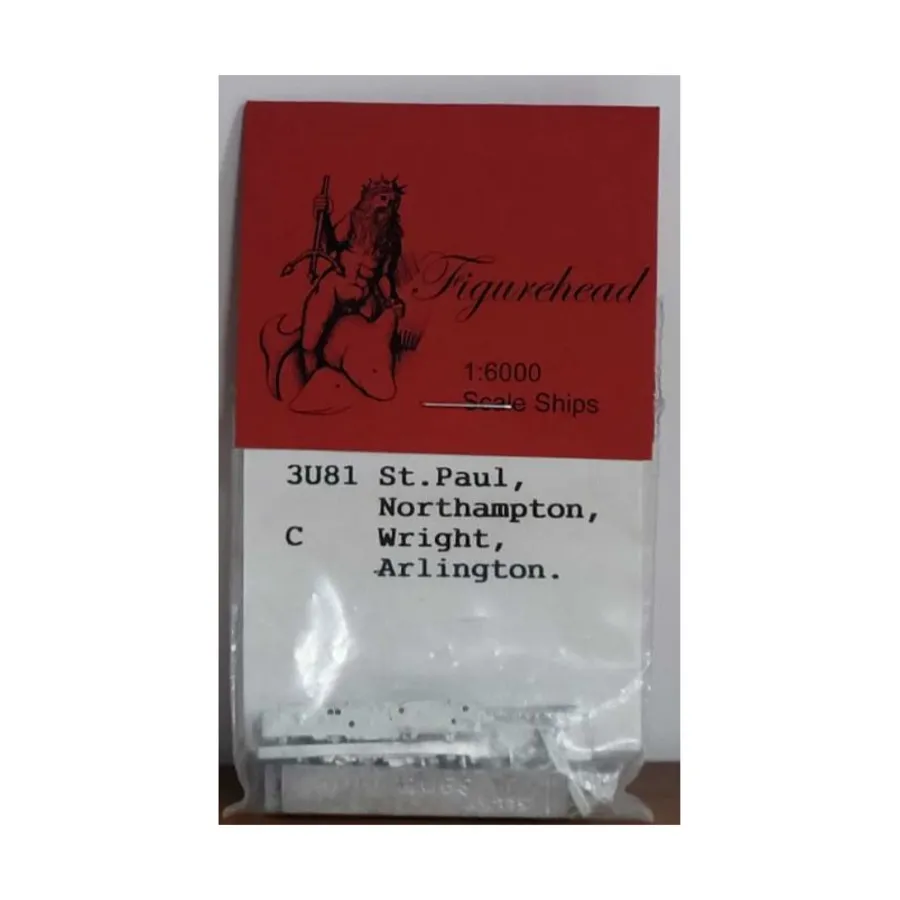 Figurehead
1:6000
Scale Ships
3U81 St.Paul,
Northampton,
C Wright,
Arlington.